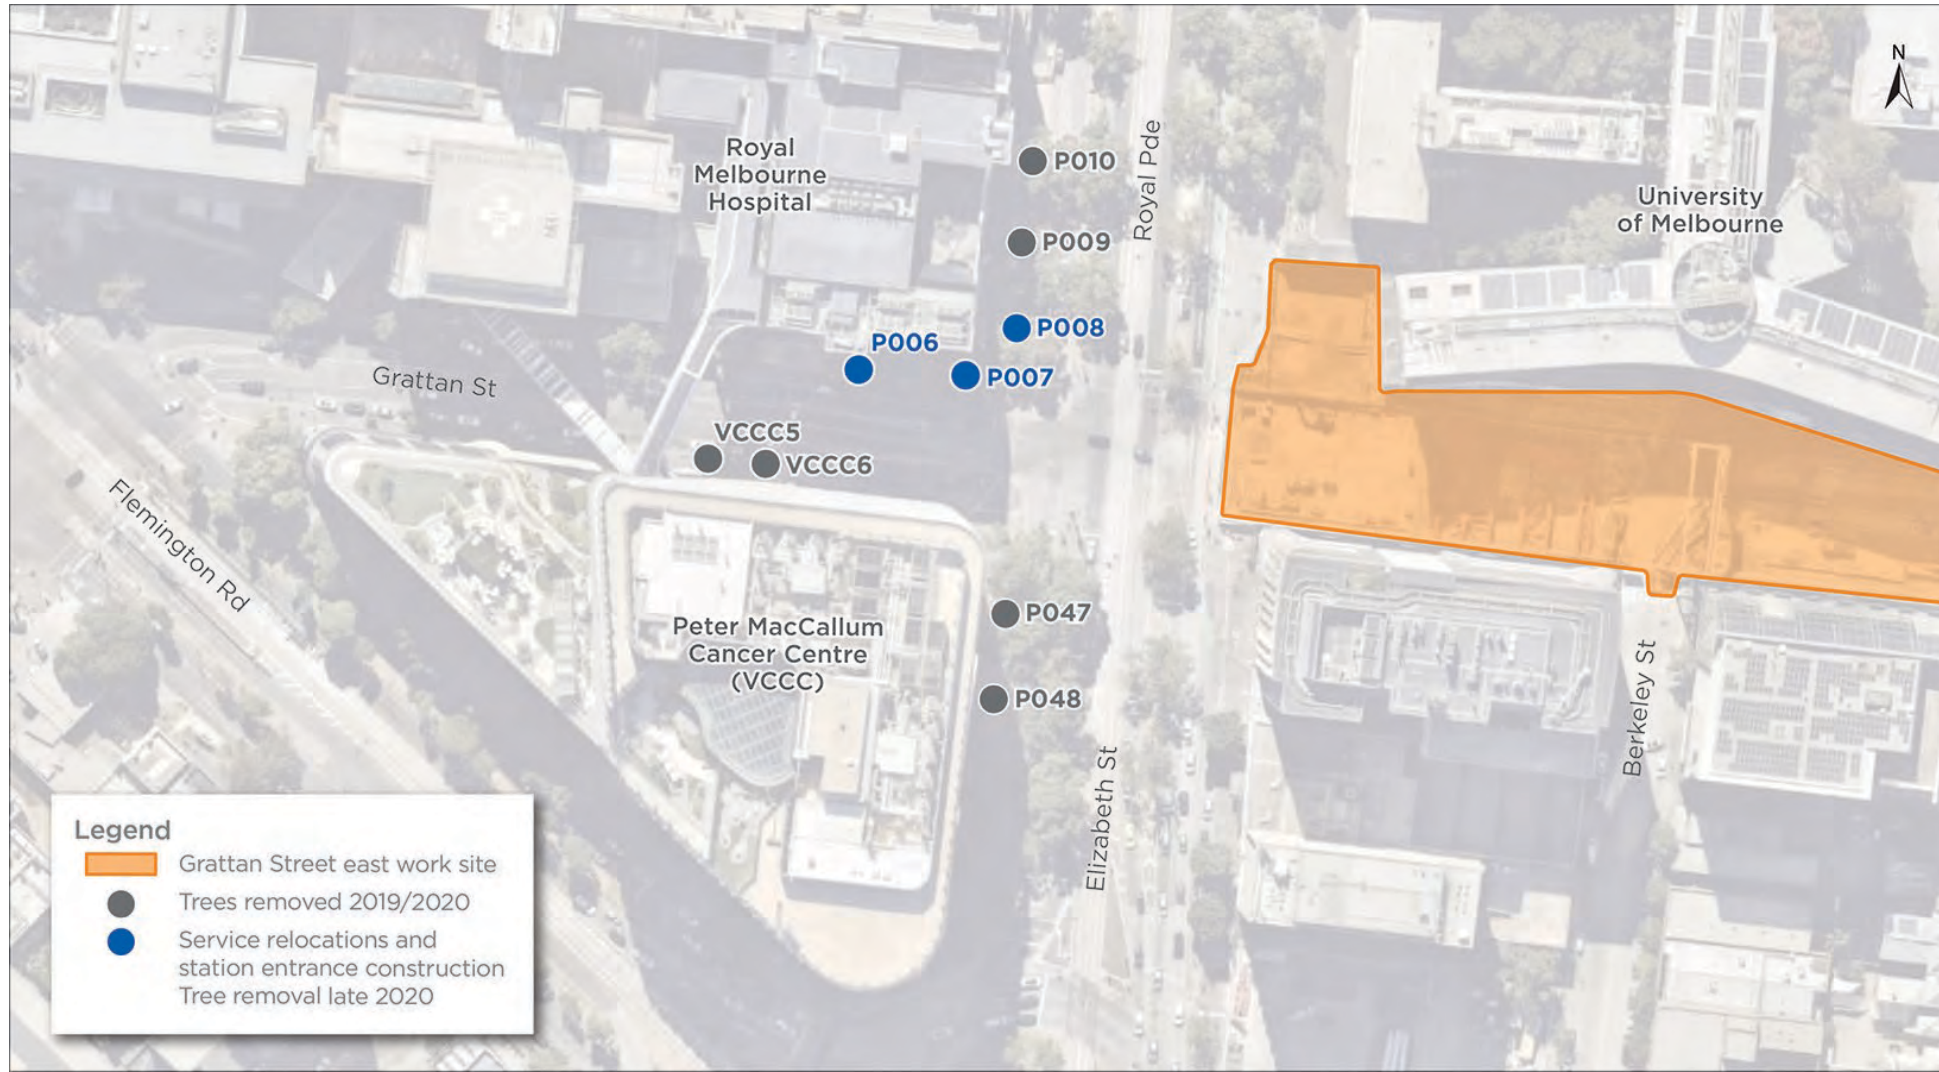 N
Royal
Melbourne
Hospital
P010
Royal Pde
University
of Melbourne
P009
P008
P006
P007
Grattan St
VCCC5
VCCC6
Flemington Rd
Peter MacCallum
Cancer Centre
(VCCC)
P047
P048
Berkeley St
Elizabeth St
Legend
Grattan Street east work site
Trees removed 2019/2020
Service relocations and
station entrance construction
Tree removal late 2020